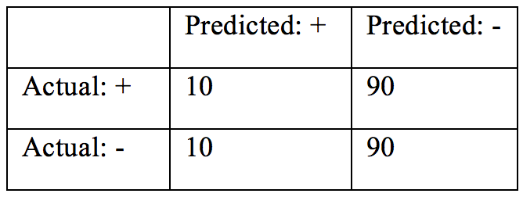 Predicted: + Predicted: -
Actual: + 10 90
Actual: - 10 90